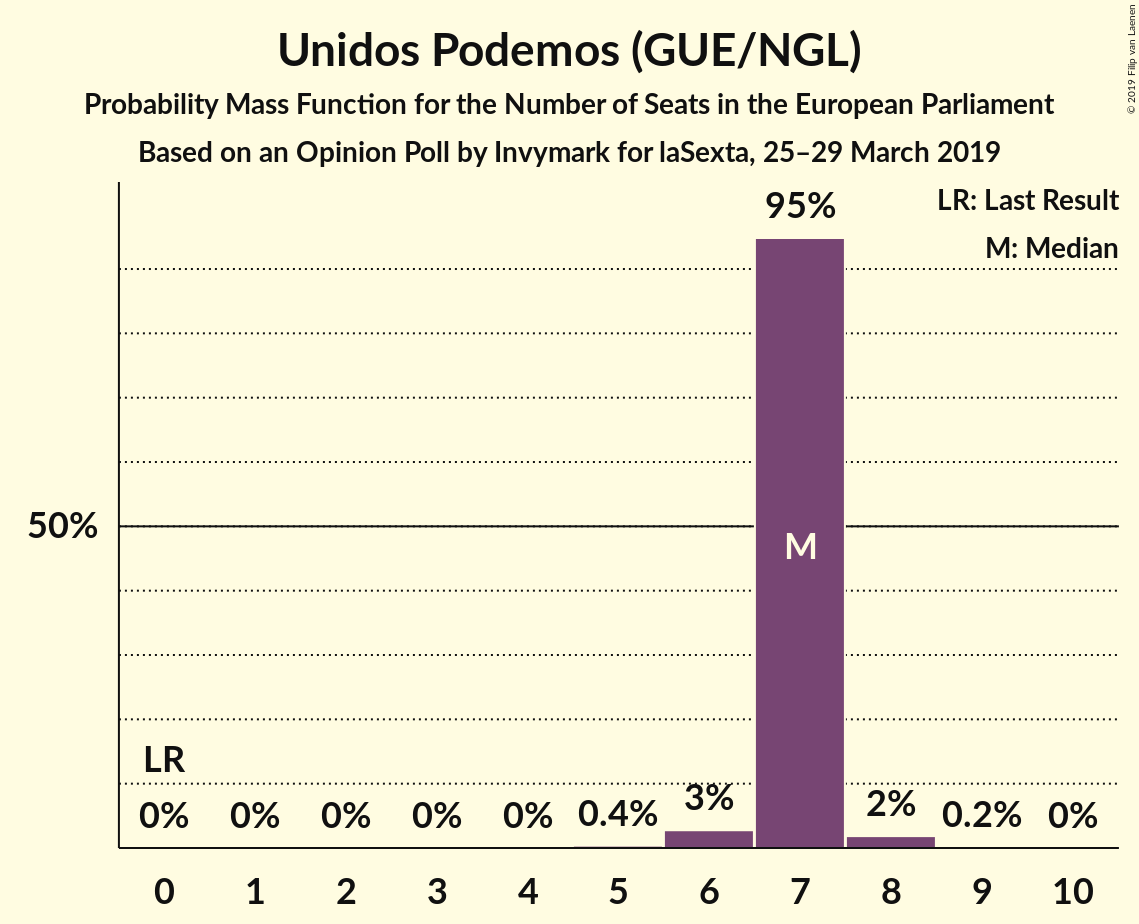 Unidos Podemos (GUE/NGL)
Probability Mass Function for the Number of Seats in the European Parliament
Based on an Opinion Poll by Invymark for laSexta, 25–29 March 2019
© 2019 Filip van Laenen
LR: Last Result
M: Median
95%
50%
M
LR
0% 0% 0% 0% 0% 0.4% 3% 2% 0.2% 0%
0 1 2 3 4 5 6 7 8 9 10